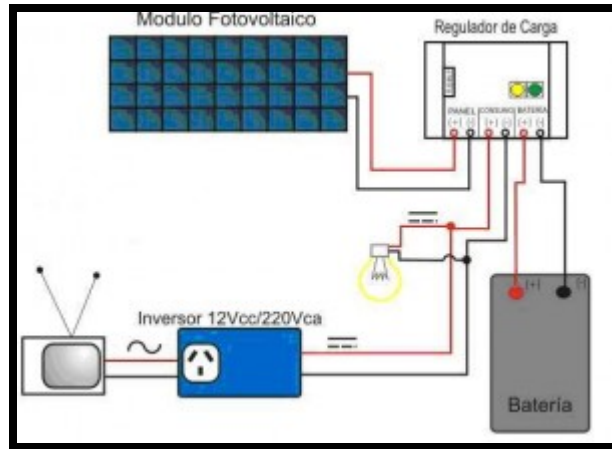 Modulo Fotovoltaico
Regulador de Carga
PANEL CONSUMO BATERIA
(+) (-) (+) (-) (+) (-)
Inversor 12Vcc/220Vca
(+) (-)
Batería